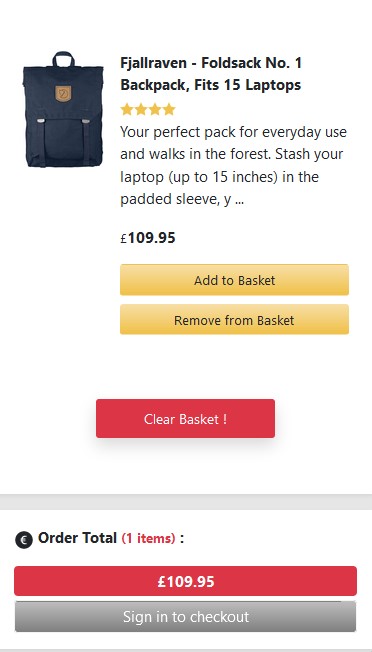 Fjallraven - Foldsack No. 1
Backpack, Fits 15 Laptops
Your perfect pack for everyday use
and walks in the forest. Stash your
laptop (up to 15 inches) in the
padded sleeve, y ...
£109.95
Add to Basket
Remove from Basket
Clear Basket !
€ Order Total (1 items) :
£109.95
Sign in to checkout